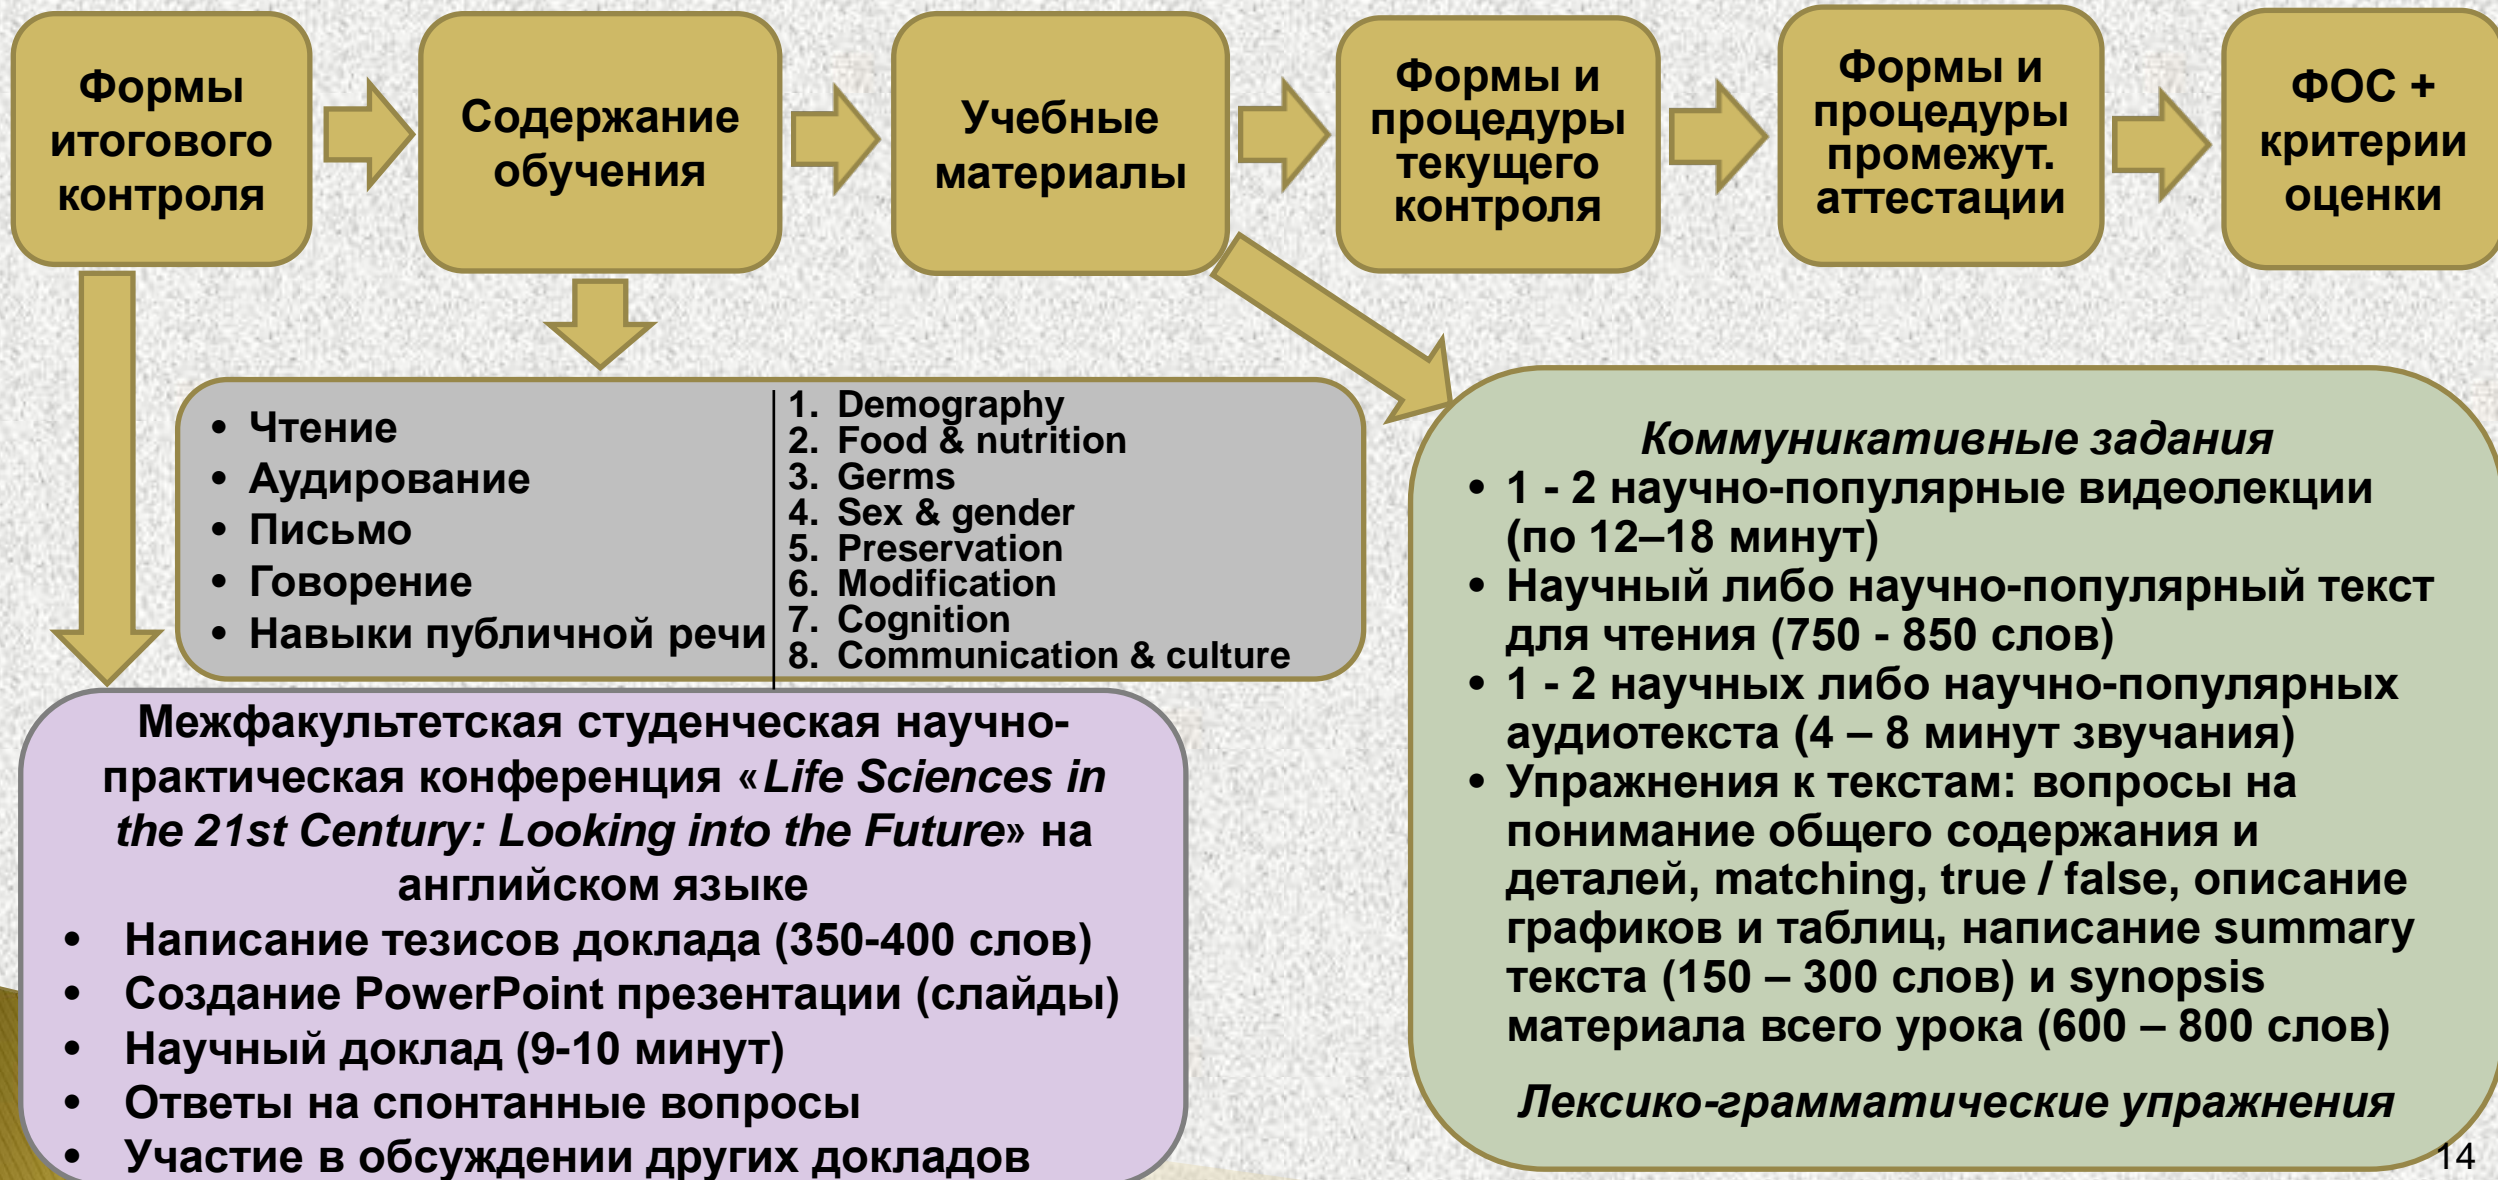 Формы
итогового
контроля
Содержание
обучения
Учебные
материалы
Формы и
процедуры
текущего
контроля
Формы и
процедуры
промежут.
аттестации
ФОС +
критерии
оценки
• Чтение
• Аудирование
• Письмо
• Говорение
• Навыки публичной речи
1. Demography
2. Food & nutrition
3. Germs
4. Sex & gender
5. Preservation
6. Modification
7. Cognition
8. Communication & culture
Межфакультетская студенческая научно-
практическая конференция «Life Sciences in
the 21st Century: Looking into the Future» на
английском языке
• Написание тезисов доклада (350-400 слов)
• Создание PowerPoint презентации (слайды)
• Научный доклад (9-10 минут)
• Ответы на спонтанные вопросы
• Участие в обсуждении других докладов
Коммуникативные задания
• 1 - 2 научно-популярные видеолекции
(по 12–18 минут)
• Научный либо научно-популярный текст
для чтения (750 - 850 слов)
• 1 - 2 научных либо научно-популярных
аудиотекста (4 – 8 минут звучания)
• Упражнения к текстам: вопросы на
понимание общего содержания и
деталей, matching, true / false, описание
графиков и таблиц, написание summary
текста (150 – 300 слов) и synopsis
материала всего урока (600 – 800 слов)
Лексико-грамматические упражнения
14